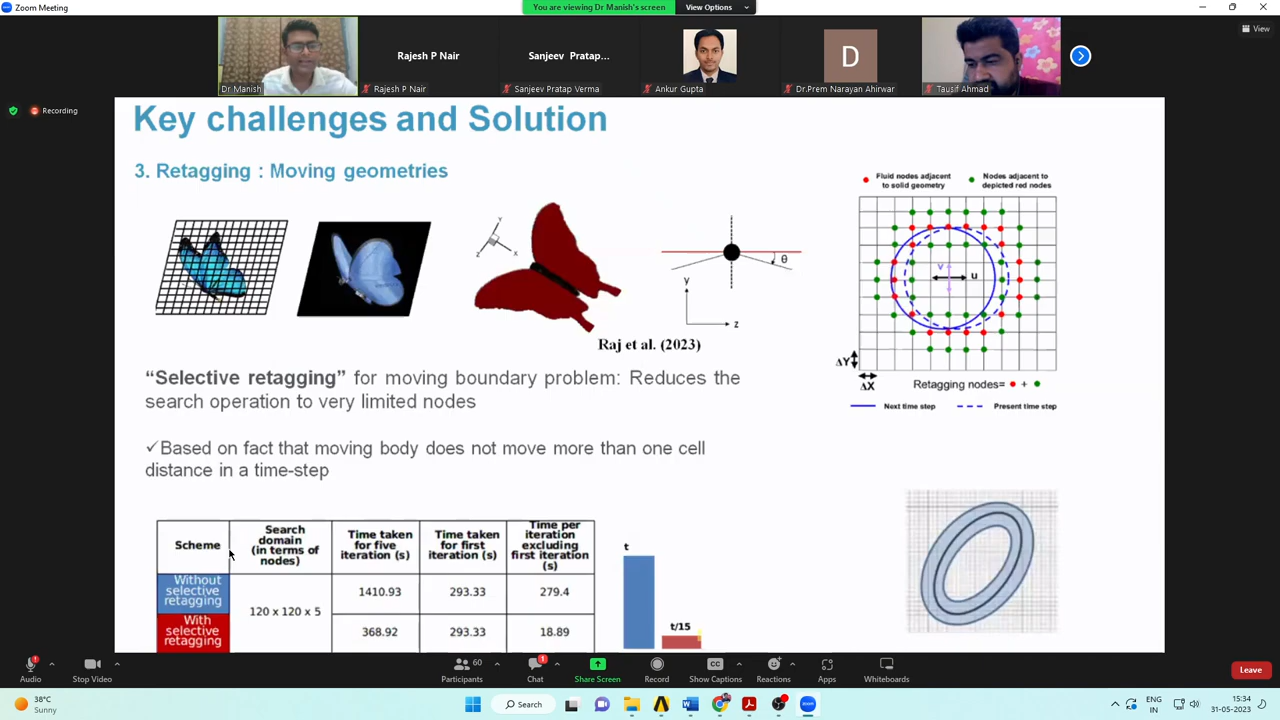 Zoom Meeting
You are viewing Dr Manish's screen
View Options
View
Recording
Dr Manish
Rajesh P Nair
Rajesh P Nair
Sanjeev Pratap...
Sanjeev Pratap Verma
Ankur Gupta
D
Dr.Prem Narayan Ahirwar
Tausif Ahmad
Key challenges and Solution
3. Retagging : Moving geometries
Y
X
Z
θ
y
z
Raj et al. (2023)
Fluid nodes adjacent
to solid geometry
Nodes adjacent to
depicted red nodes
v
u
ΔY
ΔX
Retagging nodes= +
Next time step
Present time step
“Selective retagging” for moving boundary problem: Reduces the
search operation to very limited nodes
✓Based on fact that moving body does not move more than one cell
distance in a time-step
Scheme
Search
domain
(in terms of
nodes)
Time taken
for five
iteration (s)
Time taken
for first
iteration (s)
Time per
iteration
excluding
first iteration
(s)
Without
selective
retagging
120 x 120 x 5
1410.93
293.33
279.4
With
selective
retagging
368.92
293.33
18.89
t
t/15
Audio
Stop Video
60
Participants
1
Chat
Share Screen
Record
CC
Show Captions
Reactions
Apps
Whiteboards
Leave
38°C
Sunny
Search
ENG
IN
15:34
31-05-2023